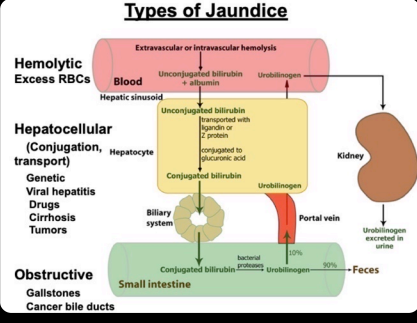 Types of Jaundice
Hemolytic
Excess RBCs
Extravascular or intravascular hemolysis
Unconjugated bilirubin
+ albumin
Urobilinogen
Blood
Hepatic sinusoid
Hepatocellular
(Conjugation,
transport)
Genetic
Viral hepatitis
Drugs
Cirrhosis
Tumors
Unconjugated bilirubin
transported with
ligandin or
Z protein
Hepatocyte
conjugated to
glucuronic acid
Conjugated bilirubin
Urobilinogen
Kidney
Biliary
system
Portal vein
Urobilinogen
excreted in
urine
Obstructive
Gallstones
Cancer bile ducts
Conjugated bilirubin
bacterial
proteases
Urobilinogen
10%
90%
Feces
Small intestine